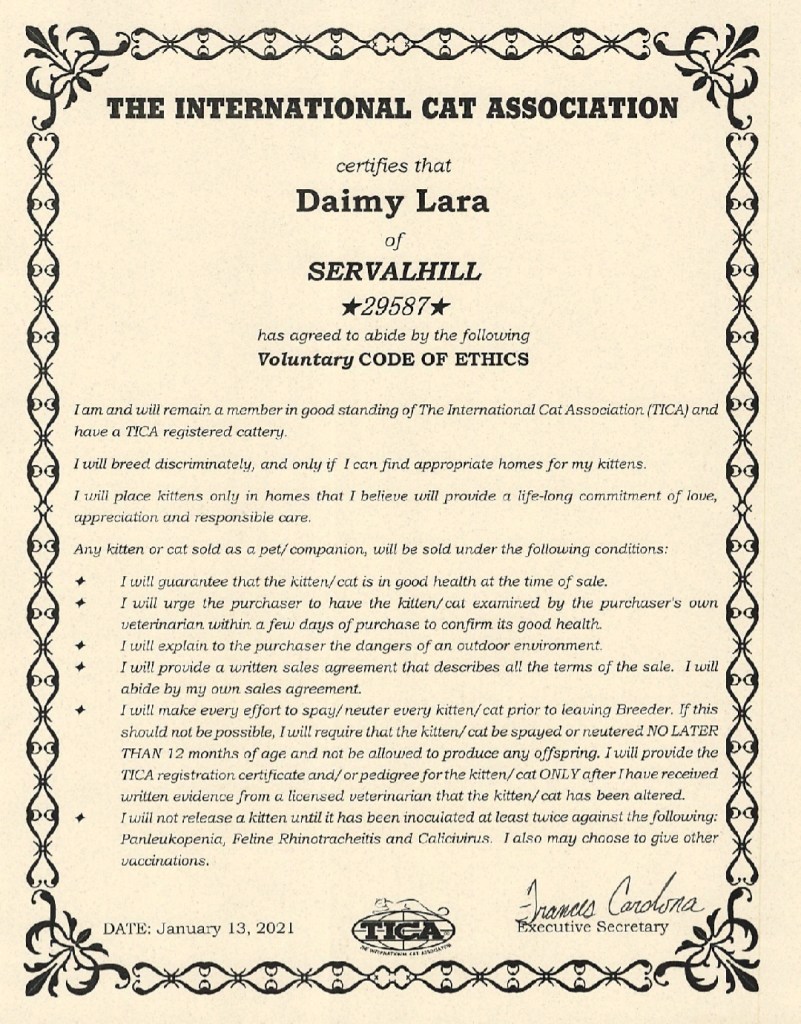 THE INTERNATIONAL CAT ASSOCIATION
certifies that
Daimy Lara
of
SERVALHILL
★29587★
has agreed to abide by the following
Voluntary CODE OF ETHICS
I am and will remain a member in good standing of The International Cat Association (TICA) and
have a TICA registered cattery.
I will breed discriminately, and only if I can find appropriate homes for my kittens.
I will place kittens only in homes that I believe will provide a life-long commitment of love,
appreciation and responsible care.
Any kitten or cat sold as a pet/companion, will be sold under the following conditions:
✦ I will guarantee that the kitten/cat is in good health at the time of sale.
✦ I will urge the purchaser to have the kitten/cat examined by the purchaser's own
veterinarian within a few days of purchase to confirm its good health.
✦ I will explain to the purchaser the dangers of an outdoor environment.
✦ I will provide a written sales agreement that describes all the terms of the sale. I will
abide by my own sales agreement.
✦ I will make every effort to spay/neuter every kitten/cat prior to leaving Breeder. If this
should not be possible, I will require that the kitten/cat be spayed or neutered NO LATER
THAN 12 months of age and not be allowed to produce any offspring. I will provide the
TICA registration certificate and/or pedigree for the kitten/cat ONLY after I have received
written evidence from a licensed veterinarian that the kitten/cat has been altered.
✦ I will not release a kitten until it has been inoculated at least twice against the following:
Panleukopenia, Feline Rhinotracheitis and Calicivirus. I also may choose to give other
vaccinations.
Frances Cardona
DATE: January 13, 2021
TICA
THE INTERNATIONAL CAT ASSOCIATION
Executive Secretary